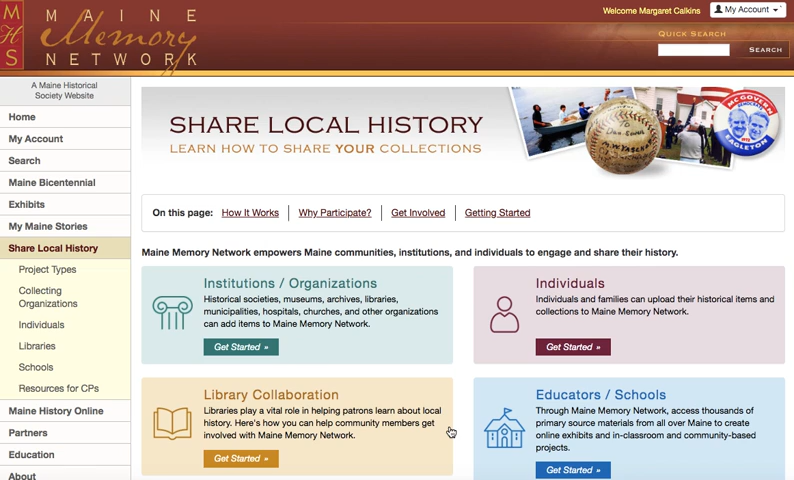 MHS
MAINE
Memory
NETWORK
Welcome Margaret Calkins
My Account
QUICK SEARCH
SEARCH
A Maine Historical
Society Website
Home
My Account
Search
Maine Bicentennial
Exhibits
My Maine Stories
Share Local History
Project Types
Collecting
Organizations
Individuals
Libraries
Schools
Resources for CPs
Maine History Online
Partners
Education
About
SHARE LOCAL HISTORY
LEARN HOW TO SHARE YOUR COLLECTIONS
MCGOVERN
EAGLETON
On this page: How It Works Why Participate? Get Involved Getting Started
Maine Memory Network empowers Maine communities, institutions, and individuals to engage and share their history.
Institutions / Organizations
Historical societies, museums, archives, libraries,
municipalities, hospitals, churches, and other organizations
can add items to Maine Memory Network.
Get Started »
Individuals
Individuals and families can upload their historical items and
collections to Maine Memory Network.
Get Started »
Library Collaboration
Libraries play a vital role in helping patrons learn about local
history. Here's how you can help community members get
involved with Maine Memory Network.
Get Started »
Educators / Schools
Through Maine Memory Network, access thousands of
primary source materials from all over Maine to create
online exhibits and in-classroom and community-based
projects.
Get Started »